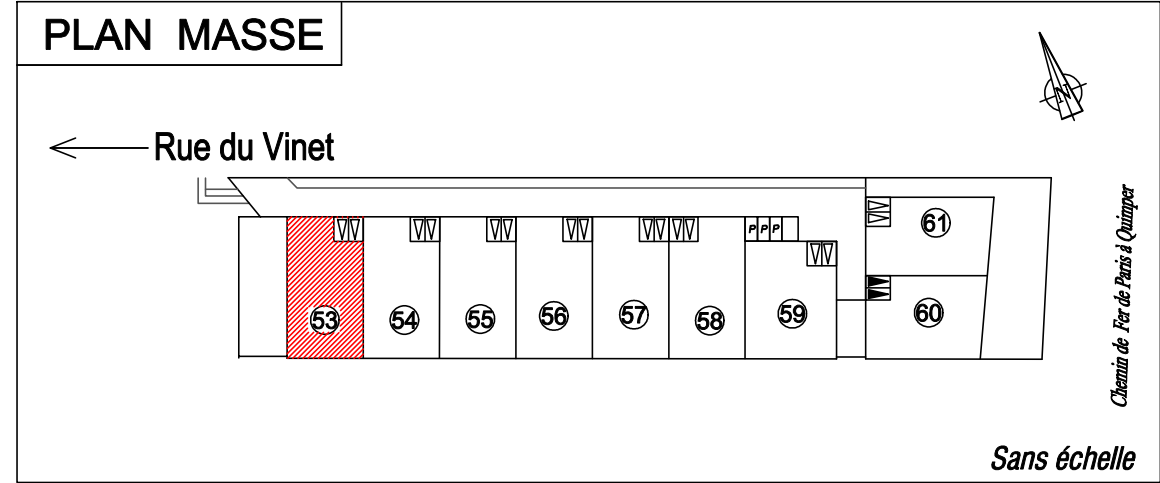 PLAN MASSE
N
Rue du Vinet
61
P P P
53 54 55 56 57 58 59 60
Chemin de Fer de Paris à Quimper
Sans échelle